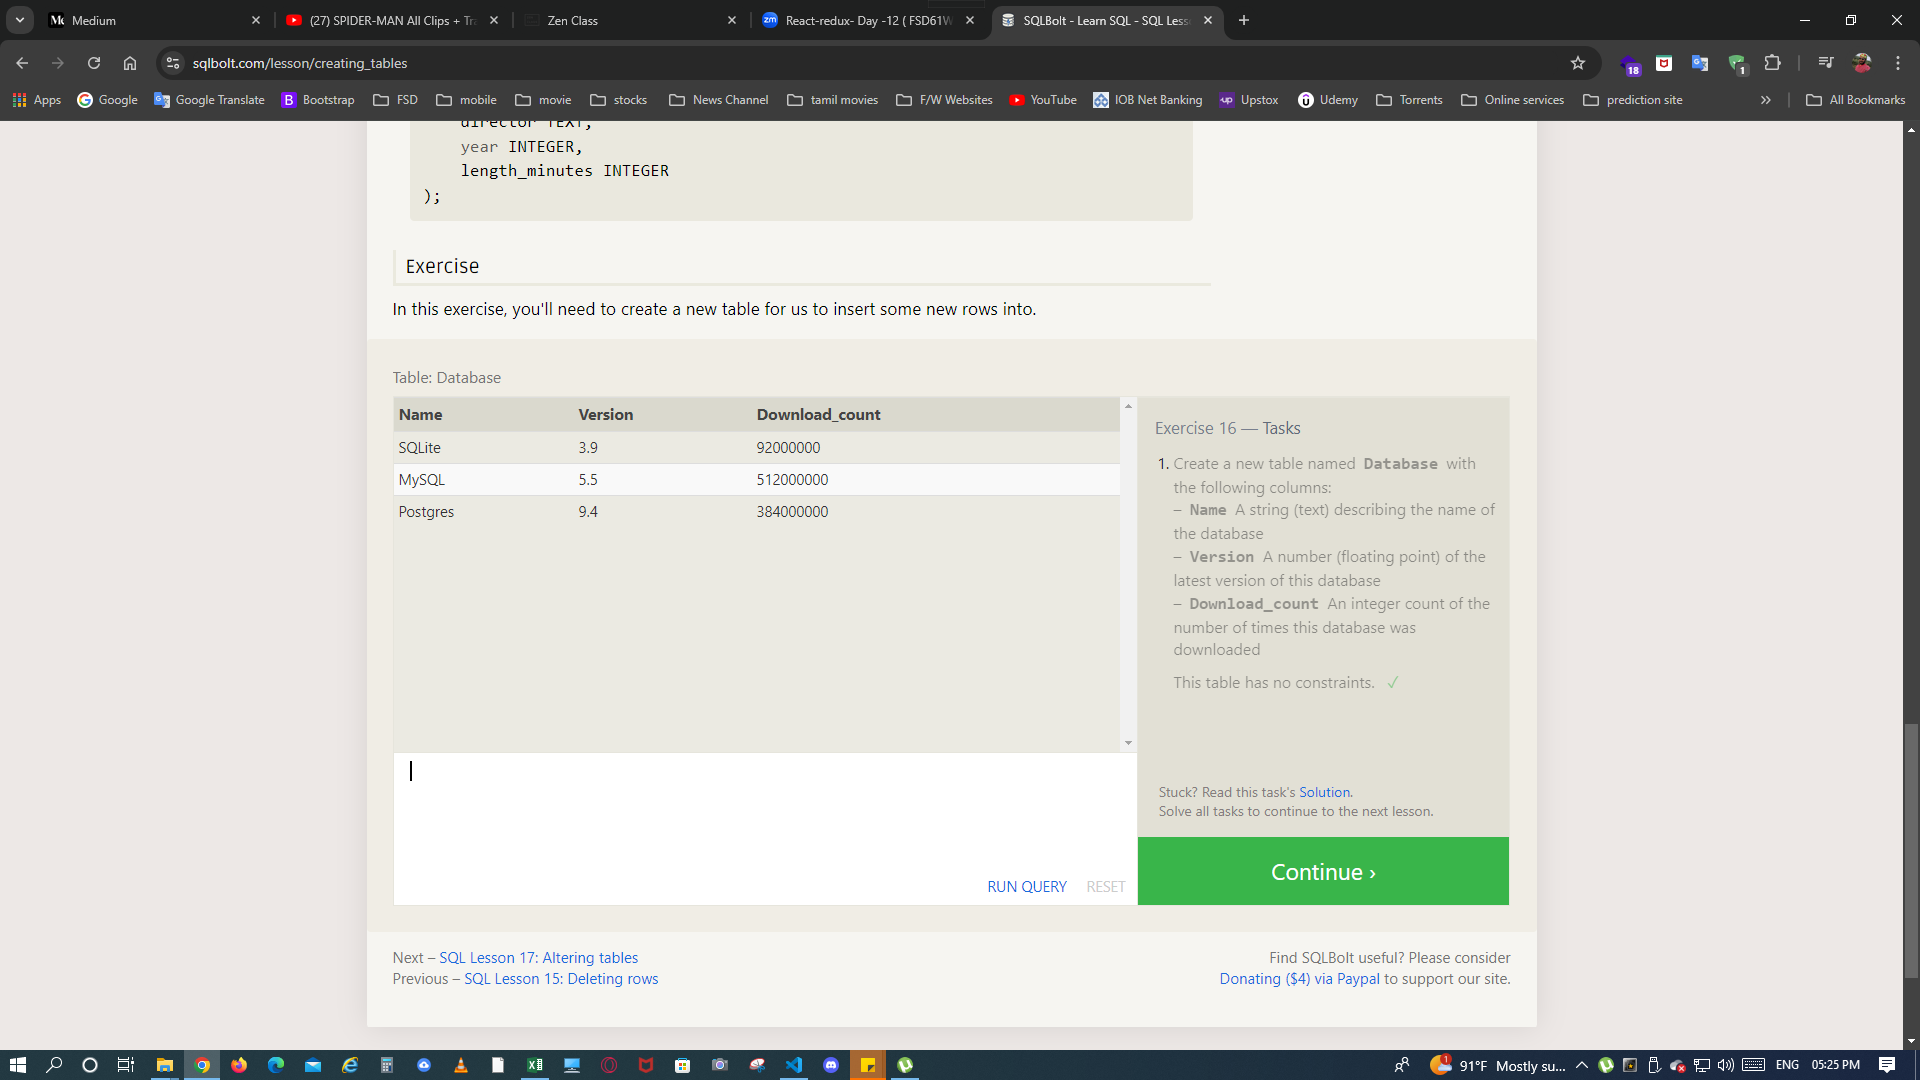 Medium
(27) SPIDER-MAN All Clips + Tra
Zen Class
React-redux- Day -12 ( FSD61W
SQLBolt - Learn SQL - SQL Less
sqlbolt.com/lesson/creating_tables
18
1
Apps
Google
Google Translate
Bootstrap
FSD
mobile
movie
stocks
News Channel
tamil movies
F/W Websites
YouTube
IOB Net Banking
Upstox
Udemy
Torrents
Online services
prediction site
All Bookmarks
director TEXT,
year INTEGER,
length_minutes INTEGER
);
Exercise
In this exercise, you'll need to create a new table for us to insert some new rows into.
Table: Database
Name Version Download_count
SQLite 3.9 92000000
MySQL 5.5 512000000
Postgres 9.4 384000000
RUN QUERY RESET
Exercise 16 — Tasks
1. Create a new table named Database with
the following columns:
– Name A string (text) describing the name of
the database
– Version A number (floating point) of the
latest version of this database
– Download_count An integer count of the
number of times this database was
downloaded
This table has no constraints. ✓
Stuck? Read this task's Solution.
Solve all tasks to continue to the next lesson.
Continue ›
Next – SQL Lesson 17: Altering tables
Previous – SQL Lesson 15: Deleting rows
Find SQLBolt useful? Please consider
Donating ($4) via Paypal to support our site.
1
91°F Mostly su...
ENG
05:25 PM